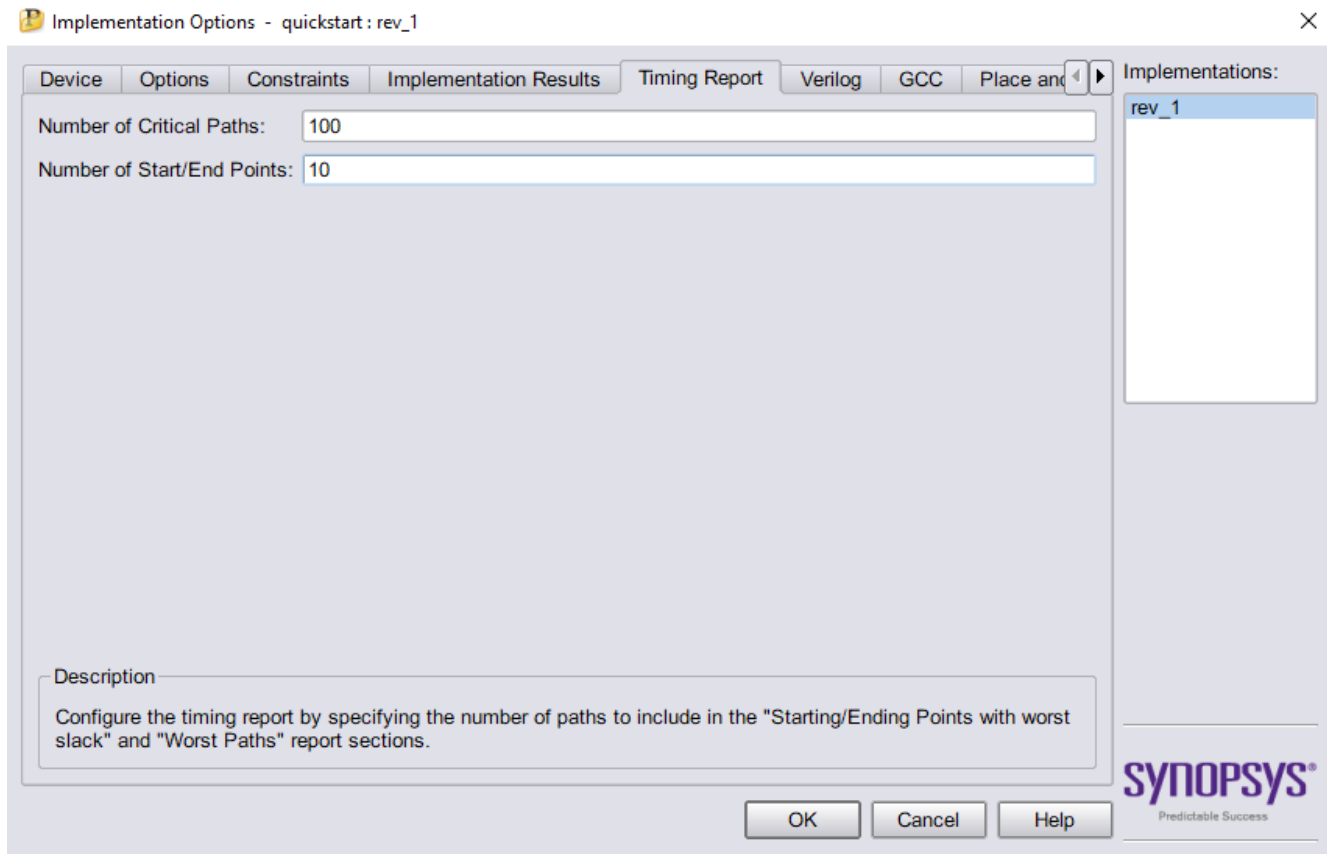 Implementation Options - quickstart : rev_1
Device
Options
Constraints
Implementation Results
Timing Report
Verilog
GCC
Place and
Implementations:
rev_1
Number of Critical Paths:
100
Number of Start/End Points:
10
Description
Configure the timing report by specifying the number of paths to include in the "Starting/Ending Points with worst
slack" and "Worst Paths" report sections.
OK
Cancel
Help
SYNOPSYS®
Predictable Success